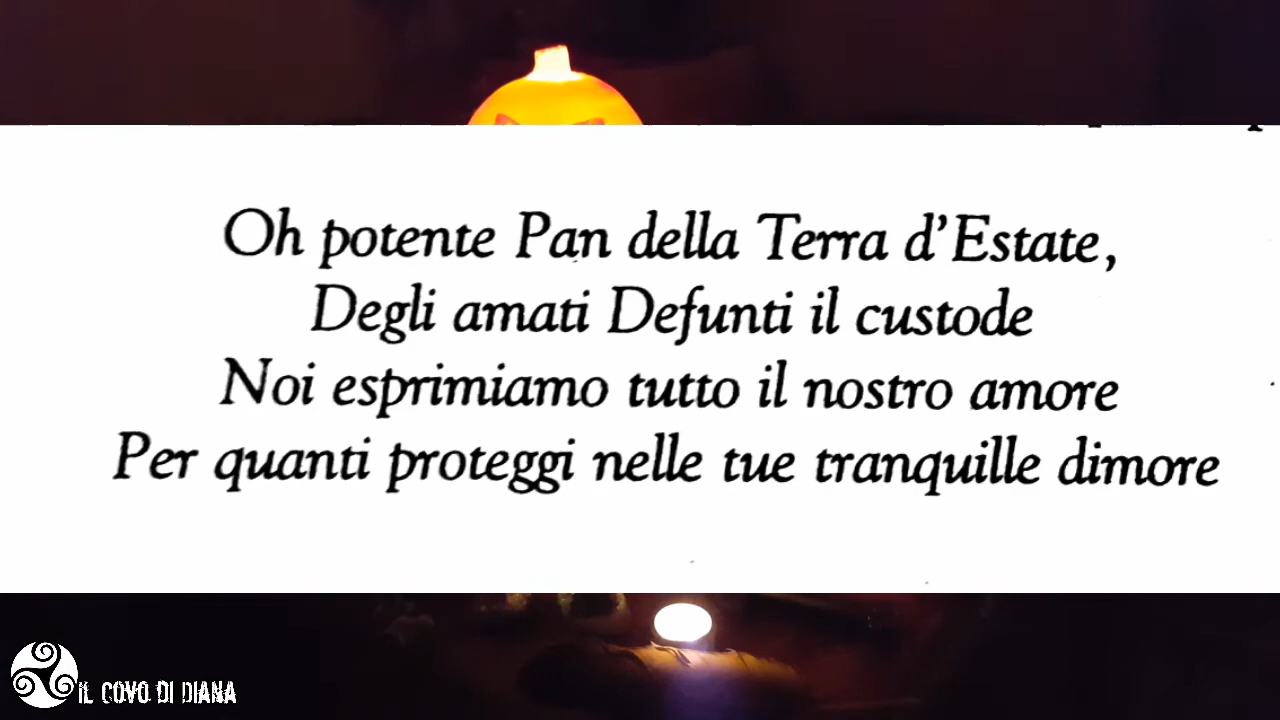 Oh potente Pan della Terra d'Estate,
Degli amati Defunti il custode
Noi esprimiamo tutto il nostro amore
Per quanti proteggi nelle tue tranquille dimore
IL COVO DI DIANA